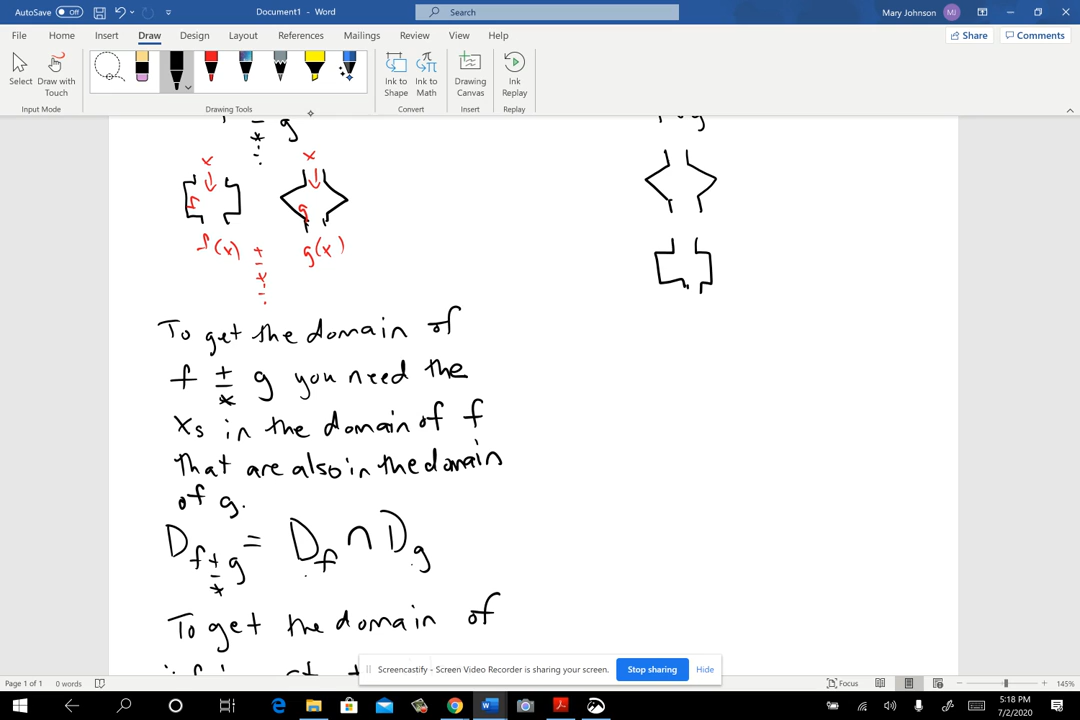 AutoSave Off
Document1 - Word
Search
Mary Johnson MJ
File Home Insert Draw Design Layout References Mailings Review View Help
Share Comments
Select
Draw with Touch
Ink to Shape
Ink to Math
Drawing Canvas
Ink Replay
Input Mode
Drawing Tools
Convert
Insert
Replay
g
x x
f g
f(x) + - x ÷ g(x)
To get the domain of
f + - x g you need the
xs in the domain of f
that are also in the domain
of g.
D f + - x g = Df ∩ Dg
To get the domain of
Screencastify - Screen Video Recorder is sharing your screen. Stop sharing Hide
Page 1 of 1 0 words
Focus
145%
5:18 PM
7/2/2020